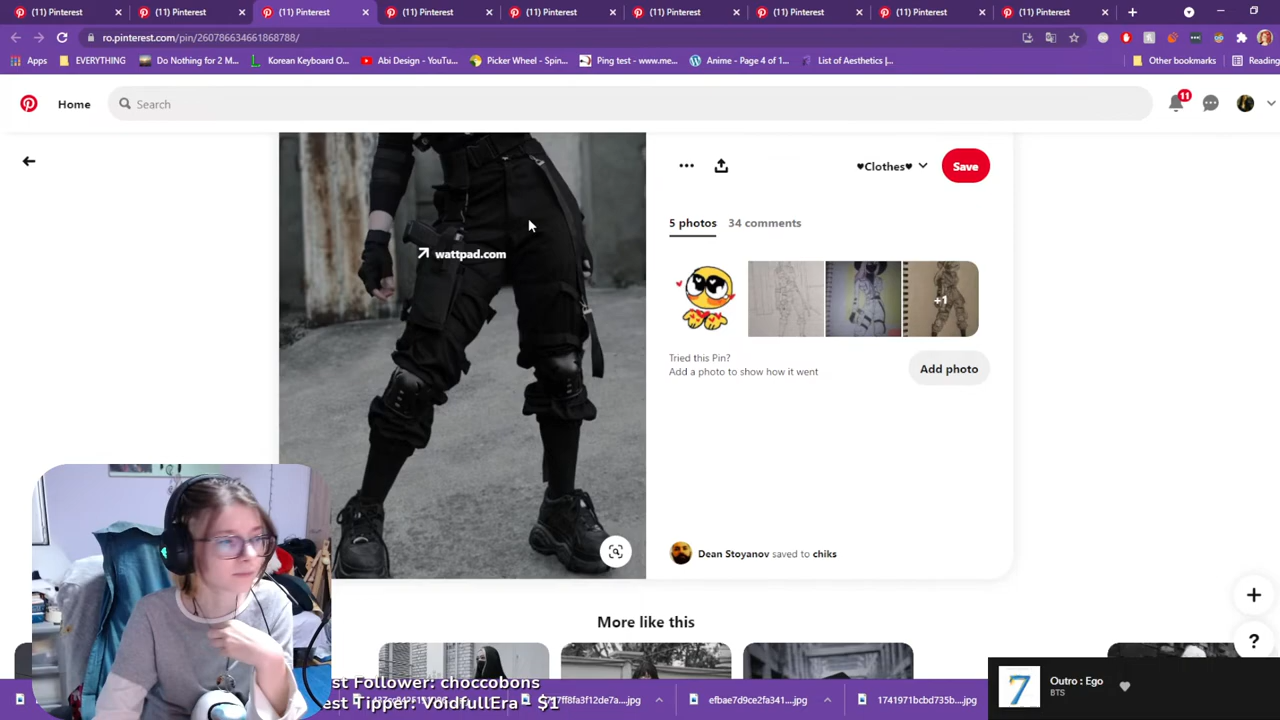 (11) Pinterest
(11) Pinterest
(11) Pinterest
(11) Pinterest
(11) Pinterest
(11) Pinterest
(11) Pinterest
(11) Pinterest
(11) Pinterest
ro.pinterest.com/pin/260786634661868788/
Apps
EVERYTHING
Do Nothing for 2 M...
Korean Keyboard O...
Abi Design - YouTu...
Picker Wheel - Spin...
Ping test - www.me...
Anime - Page 4 of 1...
List of Aesthetics |...
Other bookmarks
Reading
Home
Search
11
♥Clothes♥
Save
5 photos
34 comments
wattpad.com
+1
Tried this Pin?
Add a photo to show how it went
Add photo
Dean Stoyanov saved to chiks
More like this
st Follower: choccobons
est Tipper: VoidfullEra - $1
efbae7d9ce2fa341....jpg
1741971bcbd735b....jpg
7
Outro : Ego
BTS